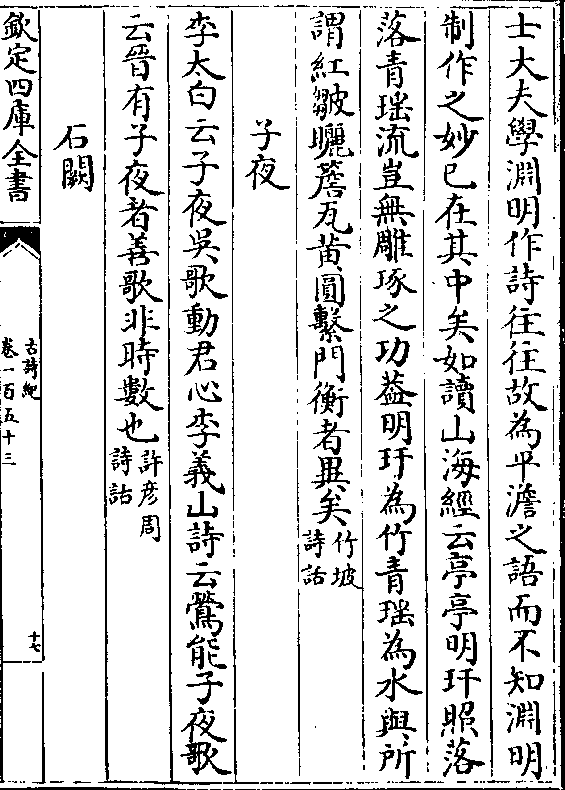 士大夫學淵明作詩往往故為平澹之語而不知淵明
制作之妙已在其中矣如讀山海經云亭亭明玕照落
落青瑤流豈無雕琢之功葢明玕為竹青瑤為水與所
謂紅皺曬簷瓦黄圓繫門衡者異矣竹坡
詩話
子夜
李太白云子夜吳歌動君心李義山詩云鶯能子夜歌
云晉有子夜者善歌非時數也許彦周
詩話
石闕
欽定四庫全書
古詩紀
卷一百五十三
十七